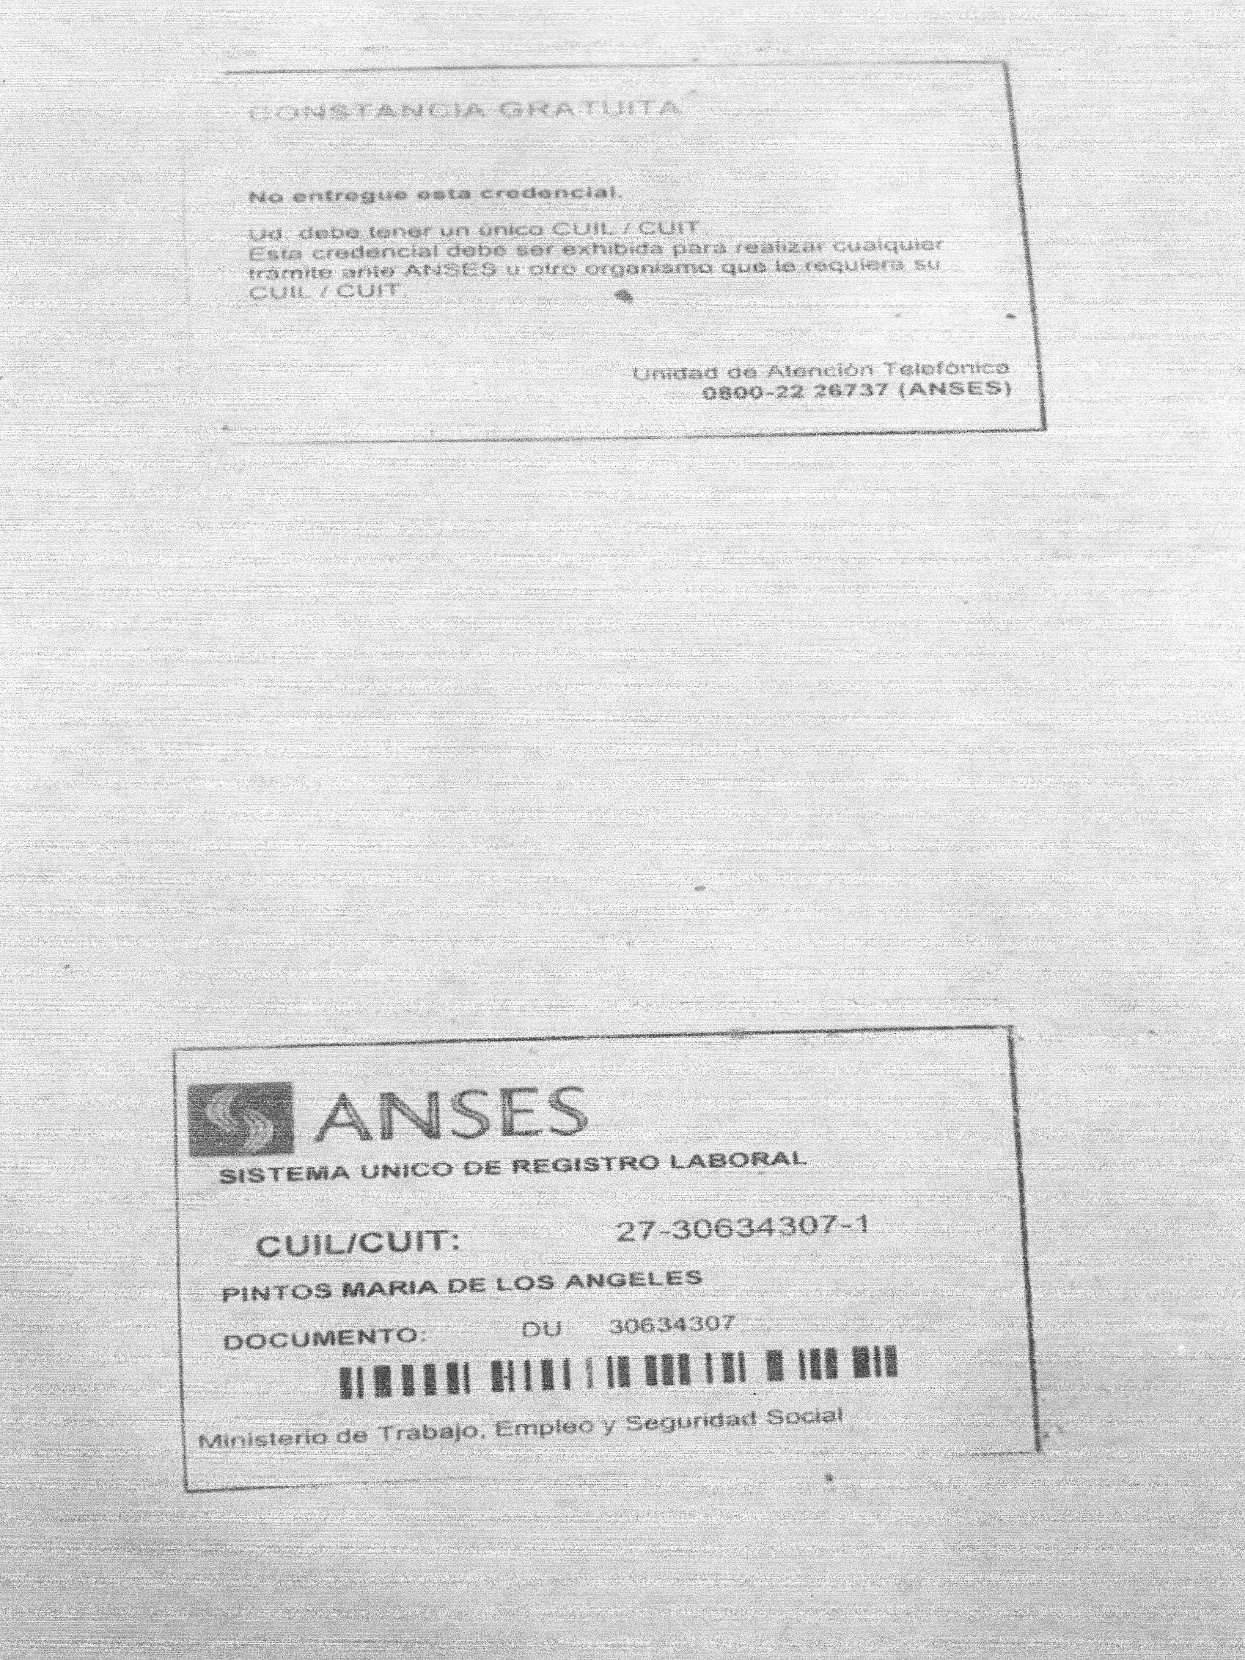 CONSTANCIA GRATUITA
No entregue esta credencial.
Ud. debe tener un único CUIL / CUIT
Esta credencial debe ser exhibida para realizar cualquier
trámite ante ANSES u otro organismo que le requiera su
CUIL / CUIT.
Unidad de Atención Telefónica
0800-22 26737 (ANSES)
ANSES
SISTEMA UNICO DE REGISTRO LABORAL
CUIL/CUIT: 27-30634307-1
PINTOS MARIA DE LOS ANGELES
DOCUMENTO: DU 30634307
Ministerio de Trabajo, Empleo y Seguridad Social